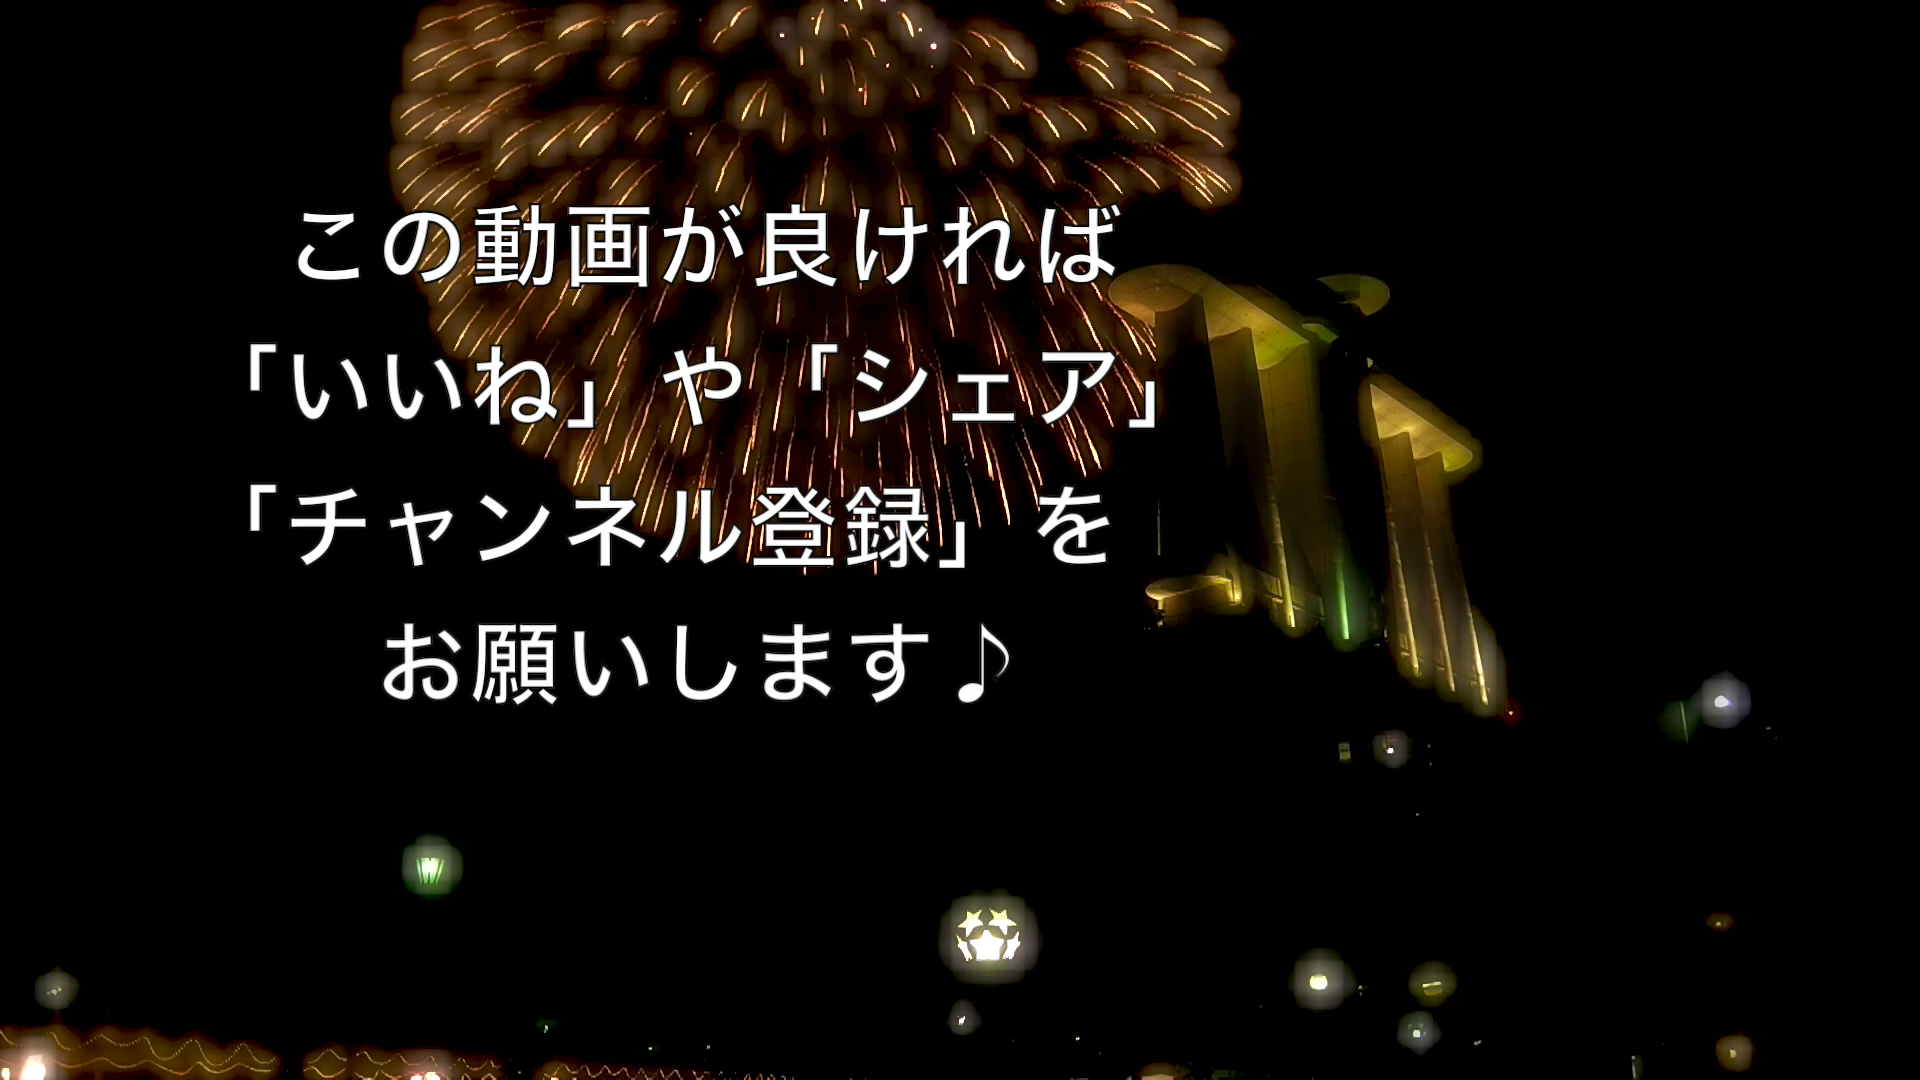 この動画が良ければ
「いいね」や「シェア」
「チャンネル登録」を
お願いします♪